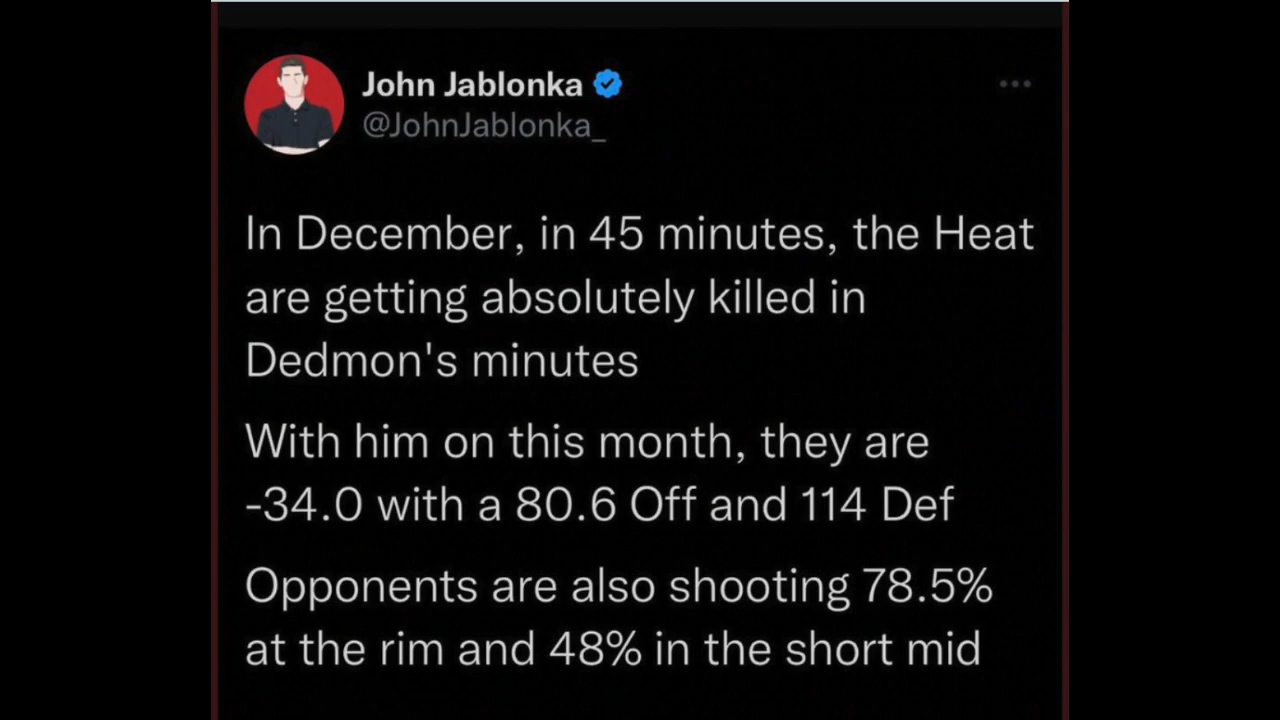 John Jablonka
@JohnJablonka_
In December, in 45 minutes, the Heat
are getting absolutely killed in
Dedmon's minutes
With him on this month, they are
-34.0 with a 80.6 Off and 114 Def
Opponents are also shooting 78.5%
at the rim and 48% in the short mid